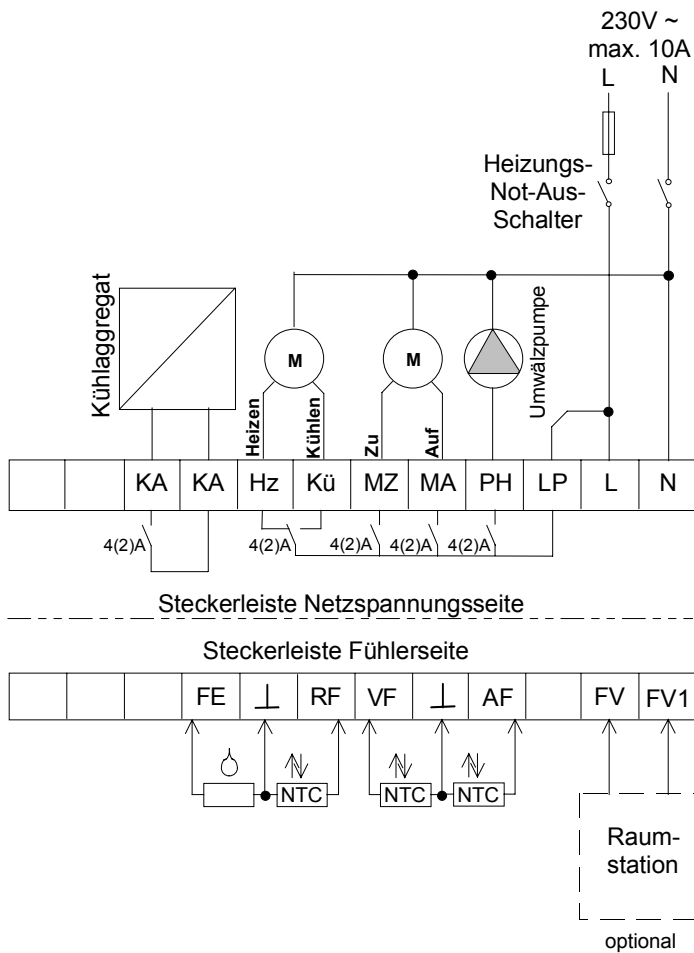 230V ~
max. 10A
L N
Heizungs-
Not-Aus-
Schalter
Kühlaggregat
M
M
Umwälzpumpe
Heizen
Kühlen
Zu
Auf
KA KA Hz Kü MZ MA PH LP L N
4(2)A 4(2)A 4(2)A 4(2)A 4(2)A
Steckerleiste Netzspannungsseite
Steckerleiste Fühlerseite
FE ⊥ RF VF ⊥ AF FV FV1
NTC NTC NTC
Raum-
station
optional